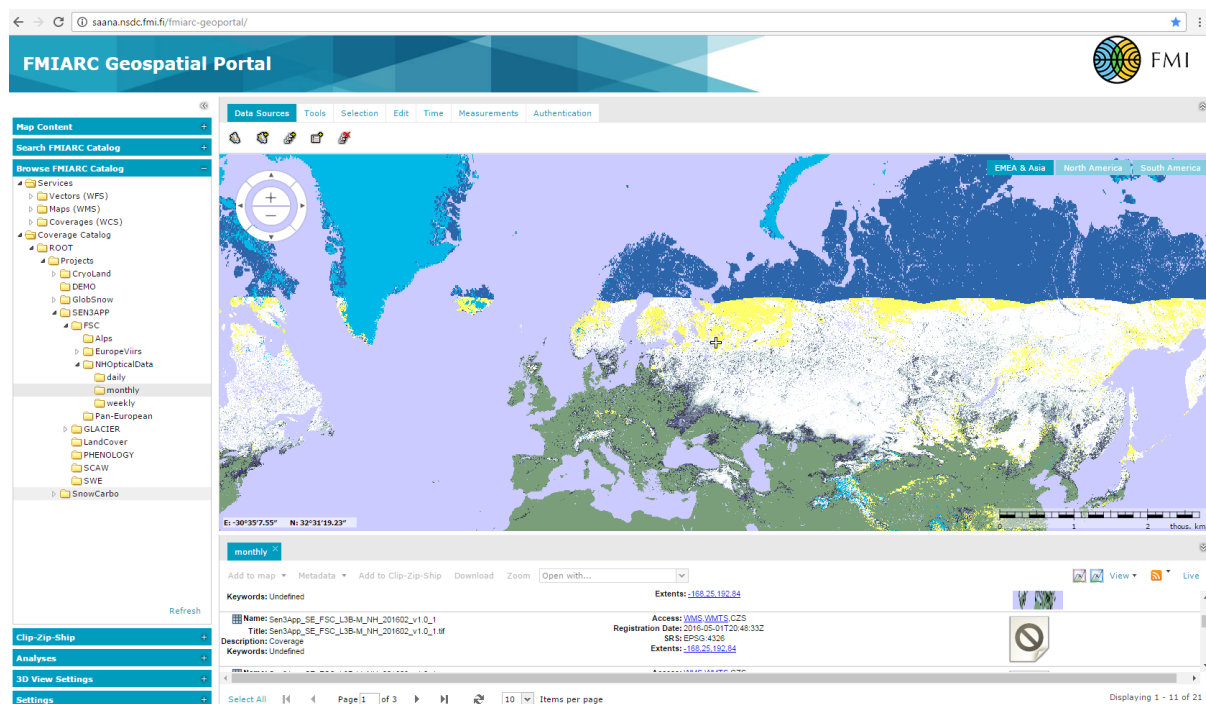 saana.nsdc.fmi.fi/fmiarc-geoportal/
FMIARC Geospatial Portal
FMI
Map Content
Search FMIARC Catalog
Browse FMIARC Catalog
Services
Vectors (WFS)
Maps (WMS)
Coverages (WCS)
Coverage Catalog
ROOT
Projects
CryoLand
DEMO
GlobSnow
SEN3APP
FSC
Alps
EuropeViirs
NHOpticalData
daily
monthly
weekly
Pan-European
GLACIER
LandCover
PHENOLOGY
SCAW
SWE
SnowCarbo
Refresh
Clip-Zip-Ship
Analyses
3D View Settings
Settings
Data Sources Tools Selection Edit Time Measurements Authentication
EMEA & Asia North America South America
E: -30°35'7.55" N: 32°31'19.23"
0 1 2 thous. km
monthly
Add to map Metadata Add to Clip-Zip-Ship Download Zoom Open with... View Live
Keywords: Undefined Extents: -168,25,192,84
Name: Sen3App_SE_FSC_L3B-M_NH_201602_v1.0_1 Access: WMS,WMTS,CZS
Title: Sen3App_SE_FSC_L3B-M_NH_201602_v1.0_1.tif Registration Date: 2016-05-01T20:48:33Z
Description: Coverage SRS: EPSG:4326
Keywords: Undefined Extents: -168,25,192,84
Select All Page 1 of 3 10 Items per page Displaying 1 - 11 of 21